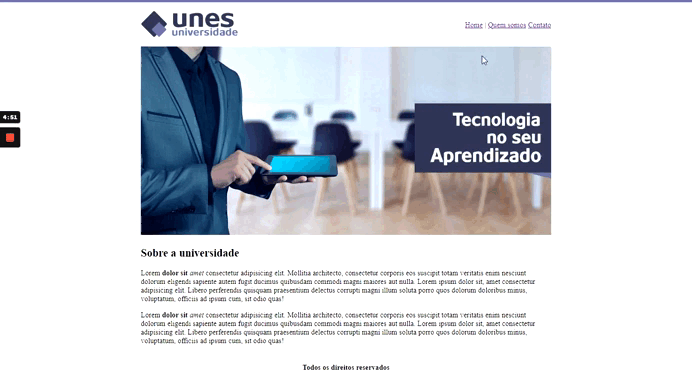 unes
universidade
Home | Quem somos Contato
4:51
Tecnologia
no seu
Aprendizado
Sobre a universidade
Lorem dolor sit amet consectetur adipisicing elit. Mollitia architecto, consectetur corporis eos suscipit totam veritatis enim nesciunt
dolorum eligendi sapiente autem fugit ducimus quibusdam commodi magni maiores aut nulla. Lorem ipsum dolor sit, amet consectetur
adipisicing elit. Libero perferendis quisquam praesentium delectus corrupti magni illum soluta porro quos dolorum doloribus minus,
voluptatum, officiis ad ipsum cum, sit odio quas!
Lorem dolor sit amet consectetur adipisicing elit. Mollitia architecto, consectetur corporis eos suscipit totam veritatis enim nesciunt
dolorum eligendi sapiente autem fugit ducimus quibusdam commodi magni maiores aut nulla. Lorem ipsum dolor sit, amet consectetur
adipisicing elit. Libero perferendis quisquam praesentium delectus corrupti magni illum soluta porro quos dolorum doloribus minus,
voluptatum, officiis ad ipsum cum, sit odio quas!
Todos os direitos reservados